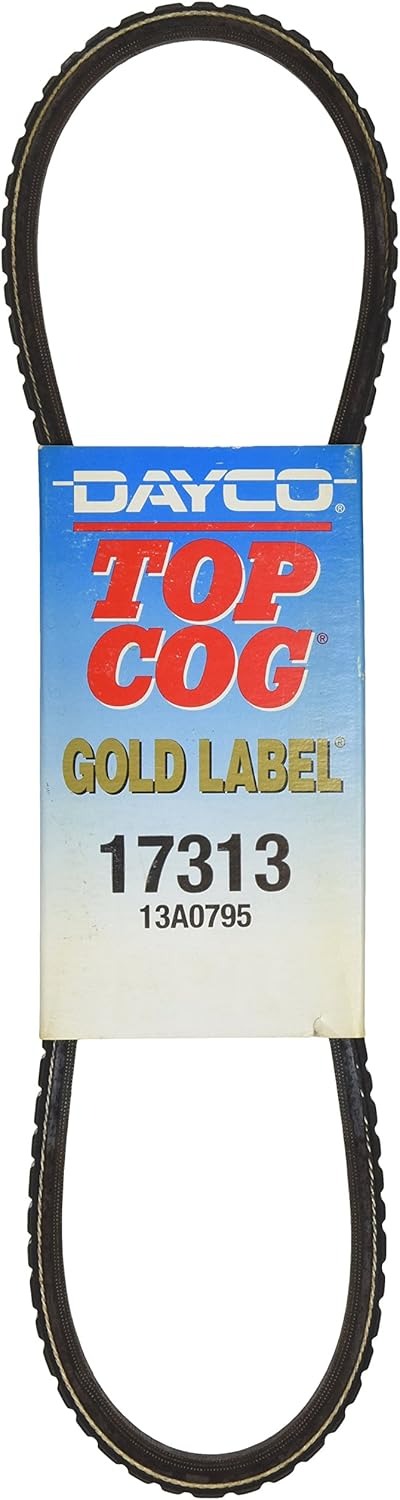 DAYCO®
TOP
COG®
GOLD LABEL®
17313
13A0795